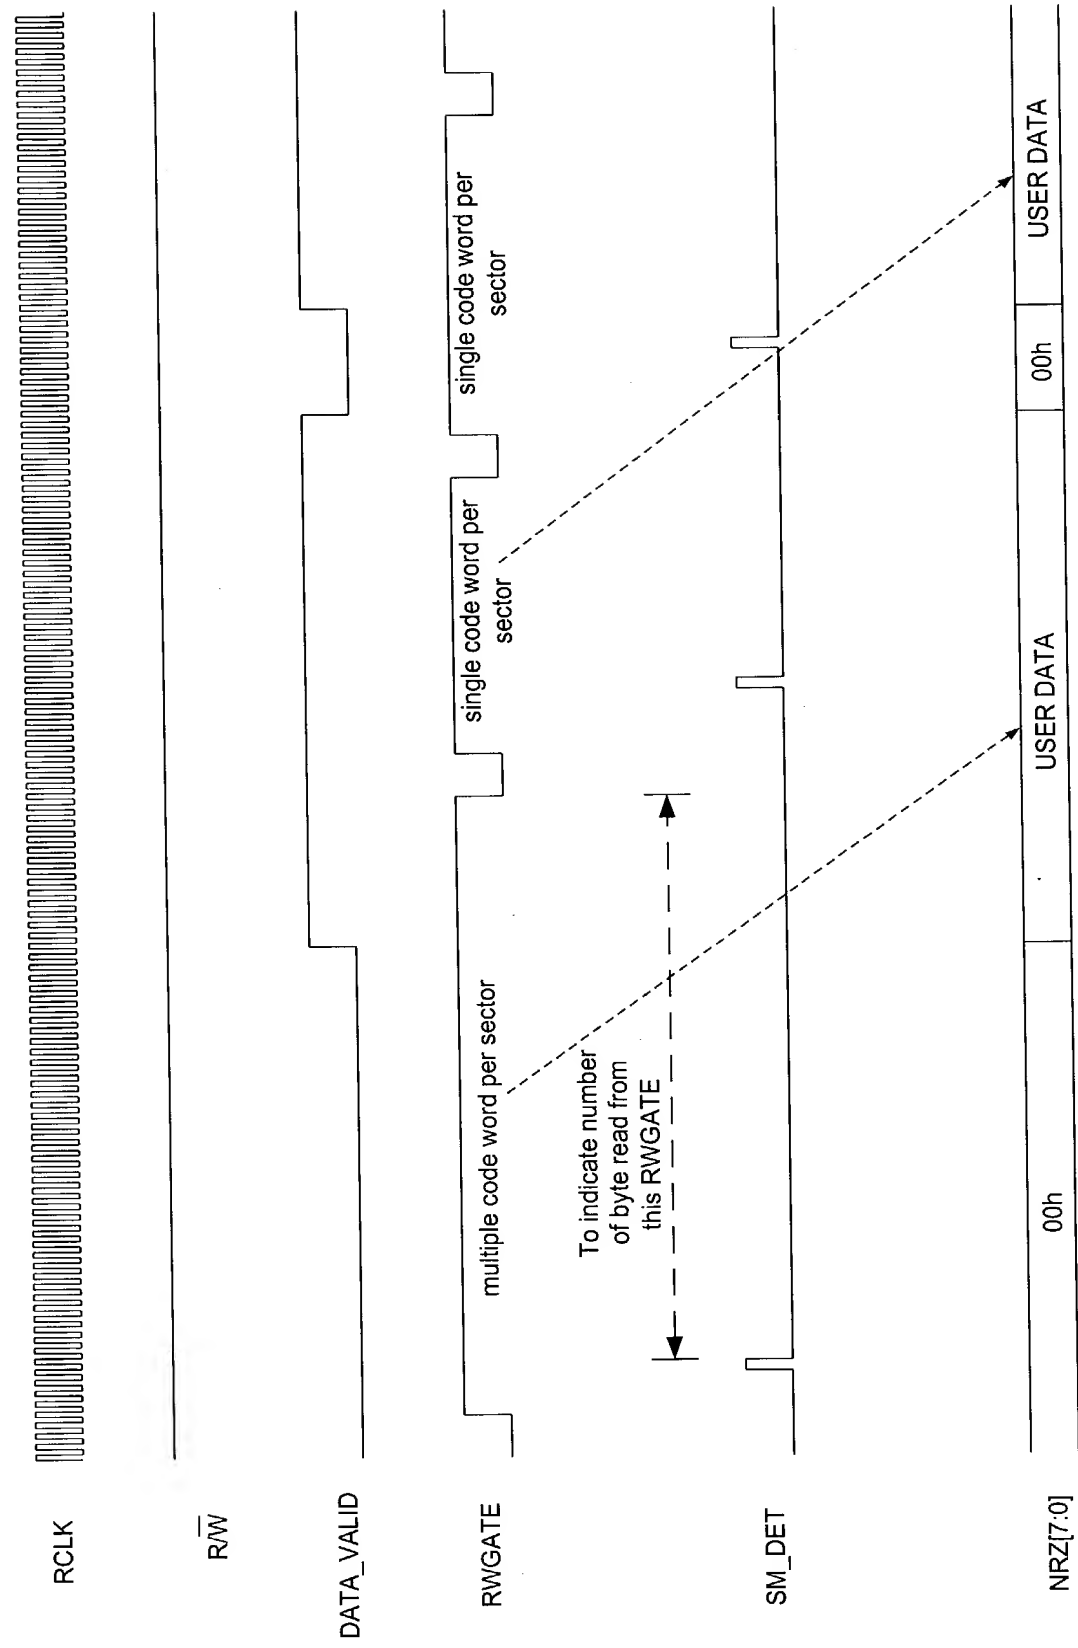 RCLK
R/W̅
DATA_VALID
RWGATE
multiple code word per sector
single code word per
sector
single code word per
sector
To indicate number
of byte read from
this RWGATE
SM_DET
NRZ[7:0]
00h
USER DATA
00h
USER DATA